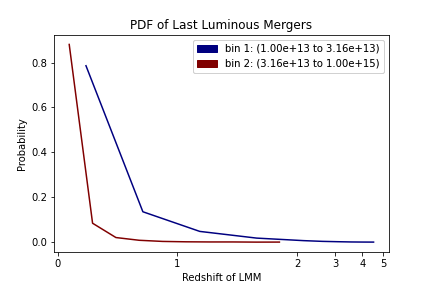 PDF of Last Luminous Mergers
bin 1: (1.00e+13 to 3.16e+13)
bin 2: (3.16e+13 to 1.00e+15)
0.8
0.6
0.4
0.2
0.0
Probability
0 1 2 3 4 5
Redshift of LMM